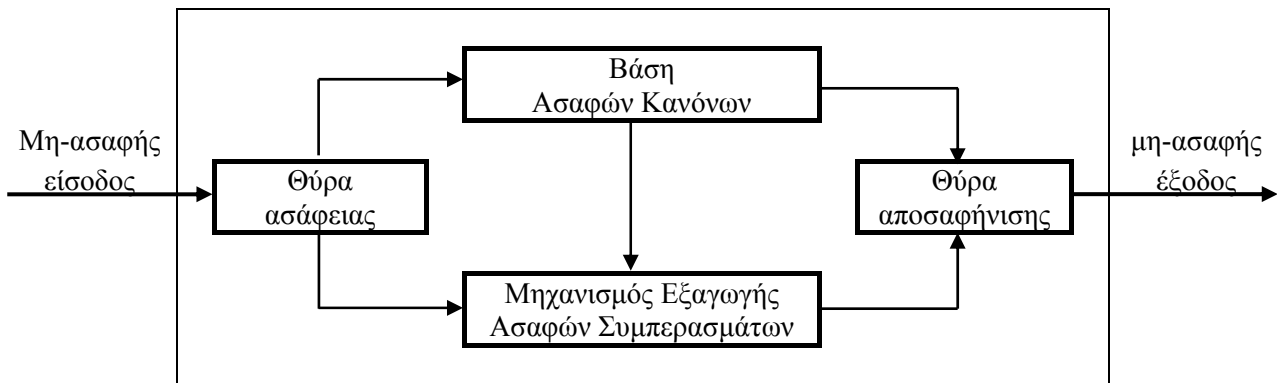 Βάση
Ασαφών Κανόνων
Μη-ασαφής
είσοδος
Θύρα
ασάφειας
Θύρα
αποσαφήνισης
μη-ασαφής
έξοδος
Μηχανισμός Εξαγωγής
Ασαφών Συμπερασμάτων